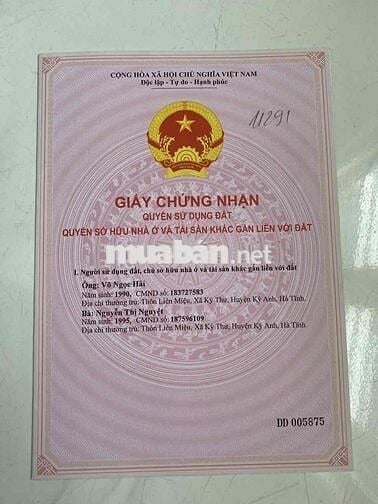 CỘNG HÒA XÃ HỘI CHỦ NGHĨA VIỆT NAM
Độc lập - Tự do - Hạnh phúc
11291
GIẤY CHỨNG NHẬN
QUYỀN SỬ DỤNG ĐẤT
QUYỀN SỞ HỮU NHÀ Ở VÀ TÀI SẢN KHÁC GẮN LIỀN VỚI ĐẤT
muaban.net
I. Người sử dụng đất, chủ sở hữu nhà ở và tài sản khác gắn liền với đất
Ông: Võ Ngọc Hải
Năm sinh: 1990, CMND số: 183727583
Địa chỉ thường trú: Thôn Liên Miệu, Xã Kỳ Thư, Huyện Kỳ Anh, Hà Tĩnh.
Bà: Nguyễn Thị Nguyệt
Năm sinh: 1995, CMND số: 187596109
Địa chỉ thường trú: Thôn Liên Miệu, Xã Kỳ Thư, Huyện Kỳ Anh, Hà Tĩnh.
DD 005875
muaban.net